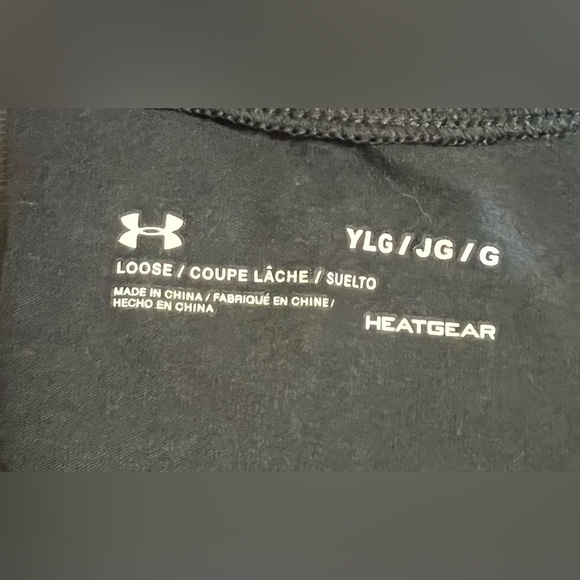 YLG / JG / G
LOOSE / COUPE LÂCHE / SUELTO
MADE IN CHINA / FABRIQUÉ EN CHINE /
HECHO EN CHINA
HEATGEAR